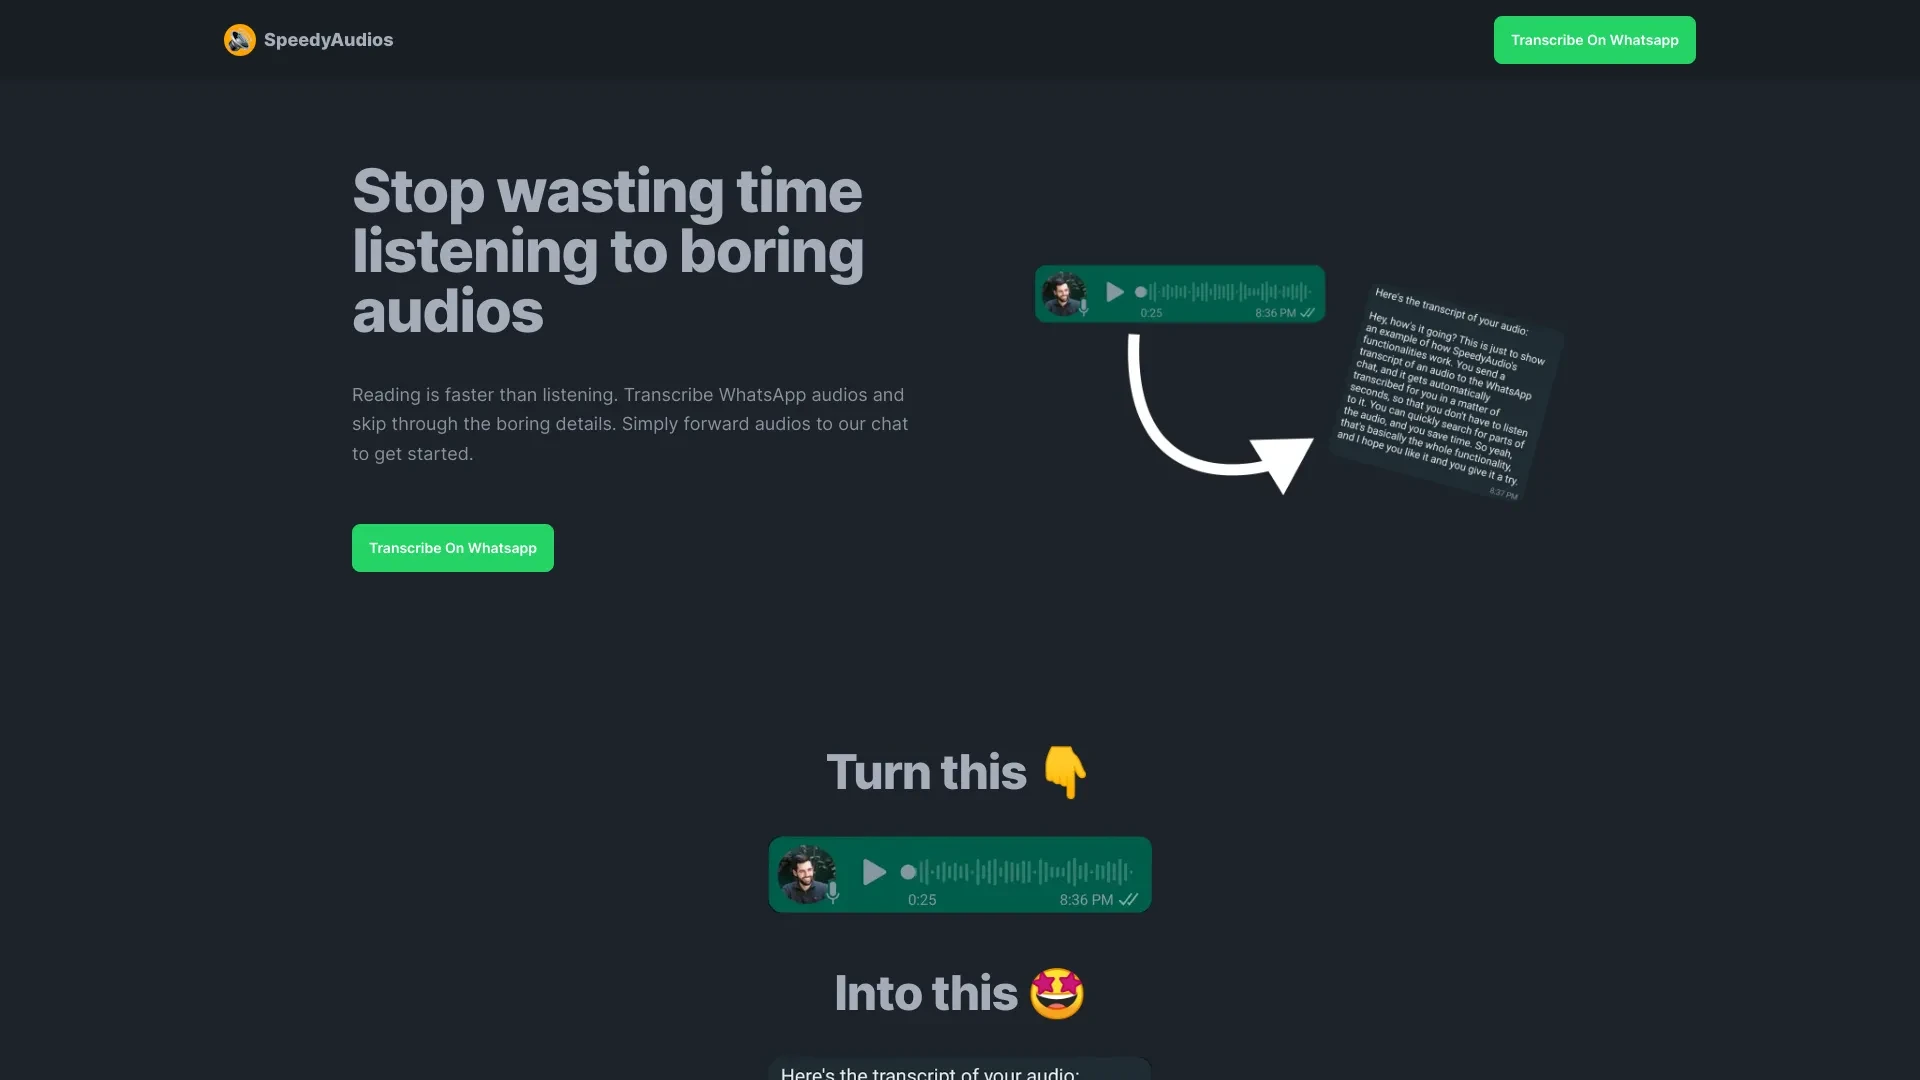 SpeedyAudios
Transcribe On Whatsapp
Stop wasting time
listening to boring
audios
Reading is faster than listening. Transcribe WhatsApp audios and
skip through the boring details. Simply forward audios to our chat
to get started.
Transcribe On Whatsapp
0:25
8:36 PM
Here's the transcript of your audio:
Hey, how's it going? This is just to show
an example of how SpeedyAudio's
functionalities work. You send a
transcript of an audio to the WhatsApp
chat, and it gets automatically
transcribed for you in a matter of
seconds, so that you don't have to listen
to it. You can quickly search for parts of
the audio, and you save time. So yeah,
that's basically the whole functionality,
and I hope you like it and you give it a try.
8:37 PM
Turn this 👇
0:25
8:36 PM
Into this 🤩
Here's the transcript of your audio: